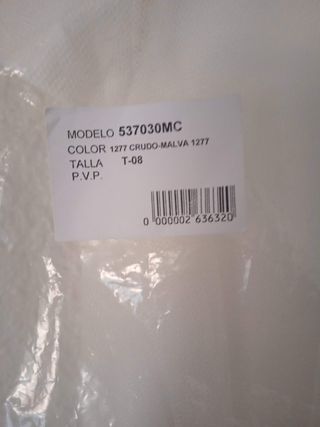 MODELO 537030MC
COLOR 1277 CRUDO-MALVA 1277
TALLA T-08
P.V.P.
0 000002 636320